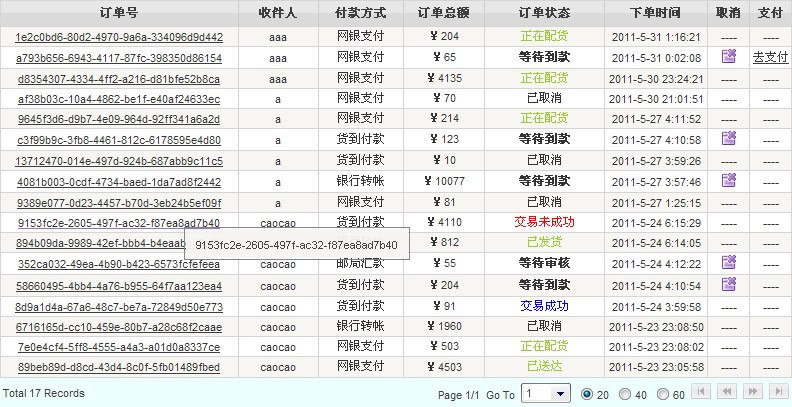 订单号 收件人 付款方式 订单总额 订单状态 下单时间 取消 支付
1e2c0bd6-80d2-4970-9a6a-334096d9d442 aaa 网银支付 ¥ 204 正在配货 2011-5-31 1:16:21 ---- ----
a793b656-6943-4117-87fc-398350d86154 aaa 网银支付 ¥ 65 等待到款 2011-5-31 0:02:08 去支付
d8354307-4334-4ff2-a216-d81bfe52b8ca aaa 网银支付 ¥ 4135 正在配货 2011-5-30 23:24:21 ---- ----
af38b03c-10a4-4862-be1f-e40af24633ec a 网银支付 ¥ 70 已取消 2011-5-30 21:01:51 ---- ----
9645f3d6-d9b7-4e09-964d-92ff341a6a2d a 网银支付 ¥ 214 正在配货 2011-5-27 4:11:52 ---- ----
c3f99b9c-3fb8-4461-812c-6178595e4d80 a 货到付款 ¥ 123 等待到款 2011-5-27 4:10:58 ----
13712470-014e-497d-924b-687abb9c11c5 a 货到付款 ¥ 10 已取消 2011-5-27 3:59:26 ---- ----
4081b003-0cdf-4734-baed-1da7ad8f2442 a 银行转帐 ¥ 10077 等待到款 2011-5-27 3:57:46 ----
9389e077-0d23-4457-b70d-3eb24b5ef09f a 网银支付 ¥ 81 已取消 2011-5-27 1:25:15 ---- ----
9153fc2e-2605-497f-ac32-f87ea8ad7b40 caocao 货到付款 ¥ 4110 交易未成功 2011-5-24 6:15:29 ---- ----
894b09da-9989-42ef-bbb4-b4eaab ¥ 812 已发货 2011-5-24 6:14:05 ---- ----
9153fc2e-2605-497f-ac32-f87ea8ad7b40
352ca032-49ea-4b90-b423-6573fcfefeea caocao 邮局汇款 ¥ 55 等待审核 2011-5-24 4:12:22 ----
58660495-4bb4-4a76-b955-64f7aa123ea4 caocao 网银支付 ¥ 204 等待到款 2011-5-24 4:10:54 ----
8d9a1d4a-67a6-48c7-be7a-72849d50e773 caocao 货到付款 ¥ 91 交易成功 2011-5-24 3:59:58 ---- ----
6716165d-cc10-459e-80b7-a28c68f2caae caocao 银行转帐 ¥ 1960 已取消 2011-5-23 23:08:50 ---- ----
7e0e4cf4-5ff8-4555-a4a3-a01d0a8337ce caocao 网银支付 ¥ 503 正在配货 2011-5-23 23:08:02 ---- ----
89beb89d-d8cd-43d4-8c0f-5fb01489fbed caocao 网银支付 ¥ 4503 已送达 2011-5-23 23:05:58 ---- ----
Total 17 Records Page 1/1 Go To 1 20 40 60